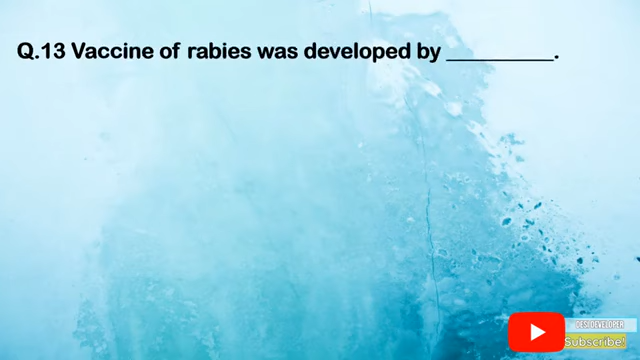 Q.13 Vaccine of rabies was developed by __________.
DESI DEVELOPER
Subscribe!